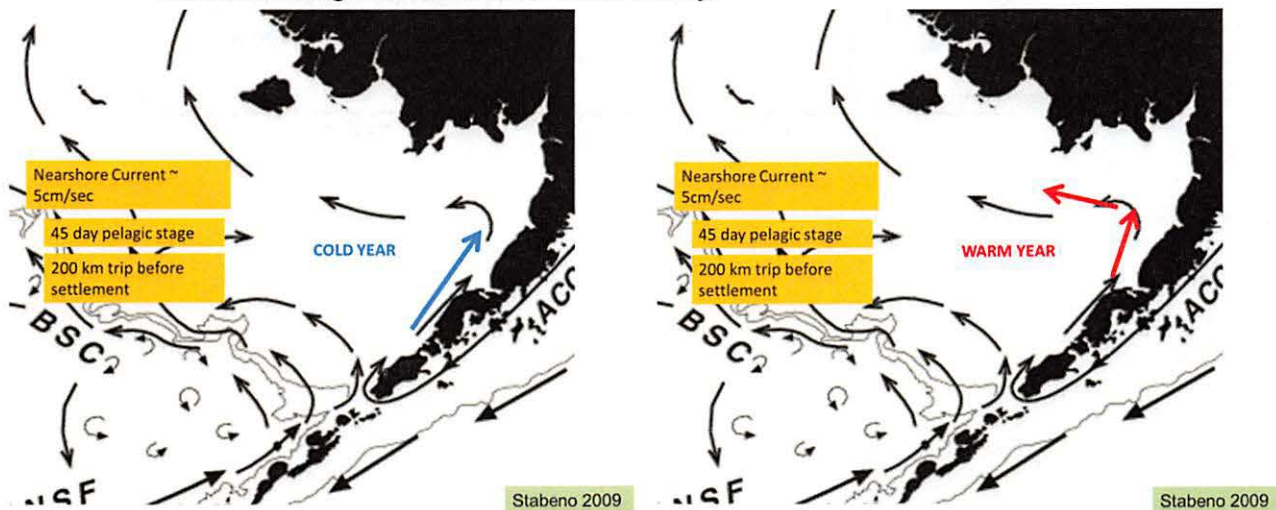 Nearshore Current ~
5cm/sec
45 day pelagic stage
200 km trip before
settlement
COLD YEAR
BSC
ACC
Stabeno 2009
Nearshore Current ~
5cm/sec
45 day pelagic stage
200 km trip before
settlement
WARM YEAR
BSC
ACC
Stabeno 2009